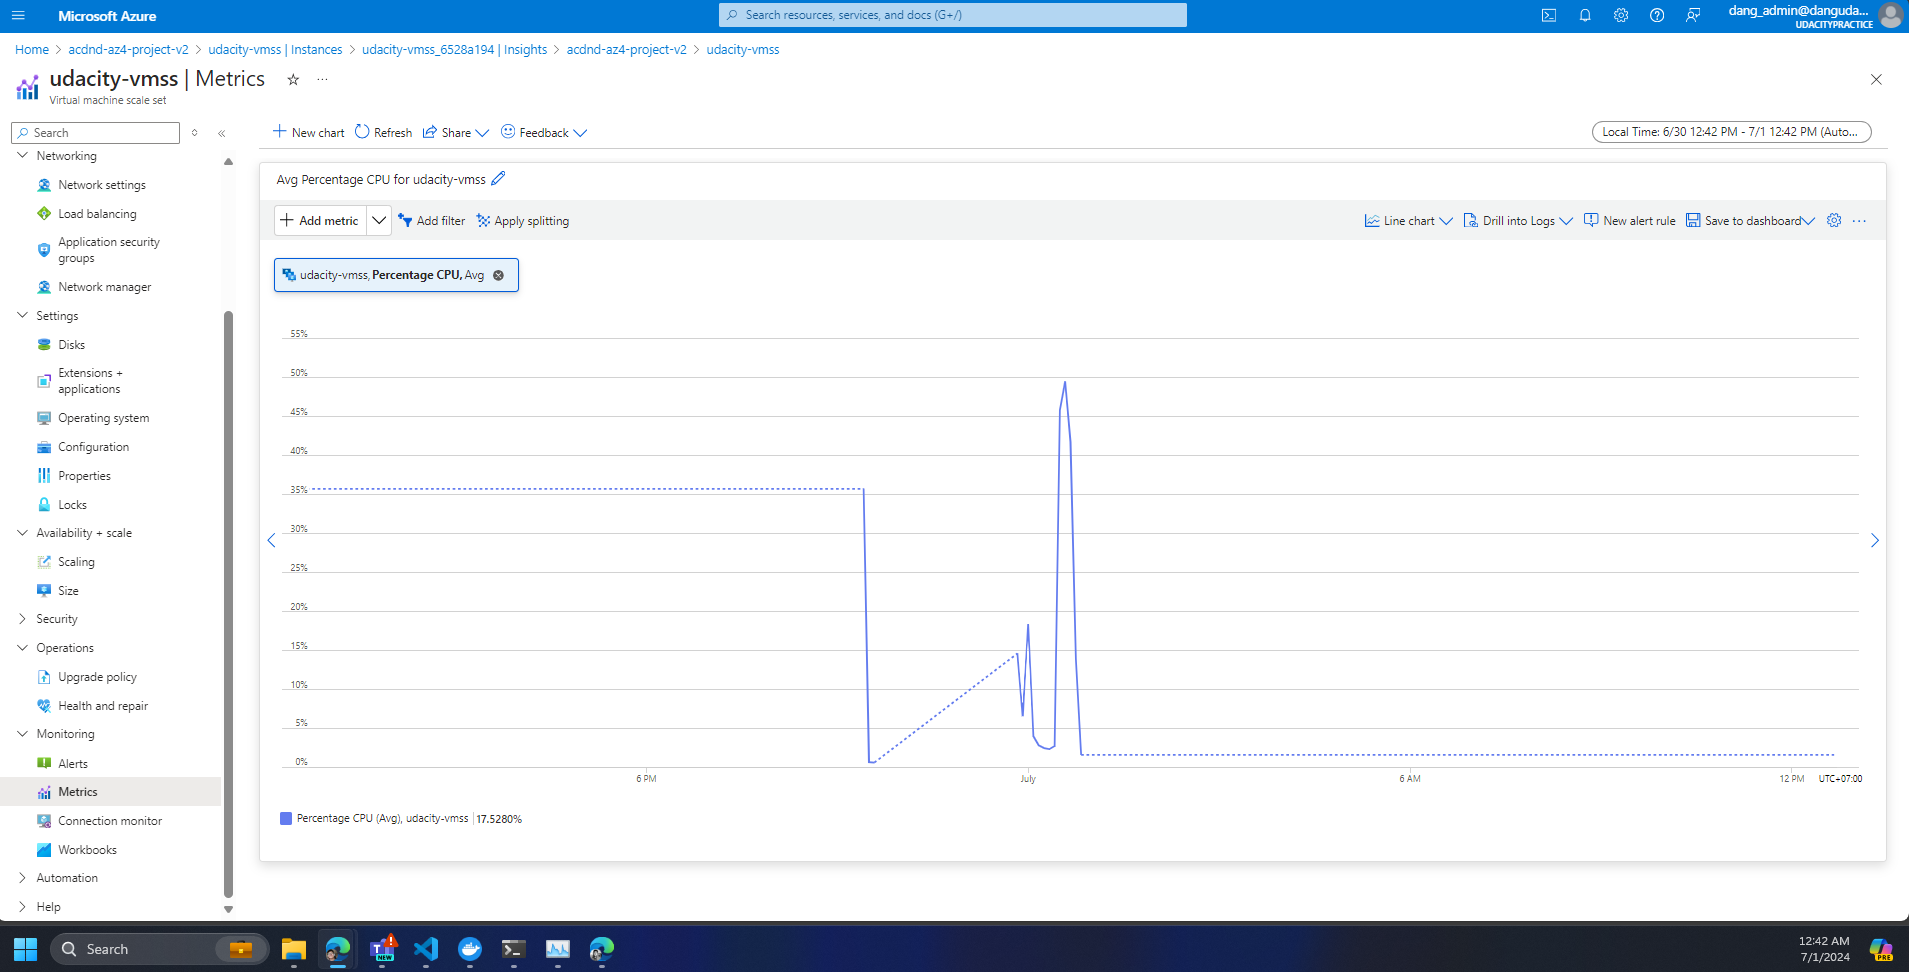 Microsoft Azure
Search resources, services, and docs (G+/)
dang_admin@danguda...
UDACITYPRACTICE
Home > acdnd-az4-project-v2 > udacity-vmss | Instances > udacity-vmss_6528a194 | Insights > acdnd-az4-project-v2 > udacity-vmss
udacity-vmss | Metrics
Virtual machine scale set
Search
Networking
Network settings
Load balancing
Application security
groups
Network manager
Settings
Disks
Extensions +
applications
Operating system
Configuration
Properties
Locks
Availability + scale
Scaling
Size
Security
Operations
Upgrade policy
Health and repair
Monitoring
Alerts
Metrics
Connection monitor
Workbooks
Automation
Help
New chart Refresh Share Feedback
Local Time: 6/30 12:42 PM - 7/1 12:42 PM (Auto...
Avg Percentage CPU for udacity-vmss
Add metric Add filter Apply splitting
Line chart Drill into Logs New alert rule Save to dashboard
udacity-vmss, Percentage CPU, Avg
55%
50%
45%
40%
35%
30%
25%
20%
15%
10%
5%
0%
6 PM July 6 AM 12 PM UTC+07:00
Percentage CPU (Avg), udacity-vmss | 17.5280%
Search
NEW
12:42 AM
7/1/2024
PRE